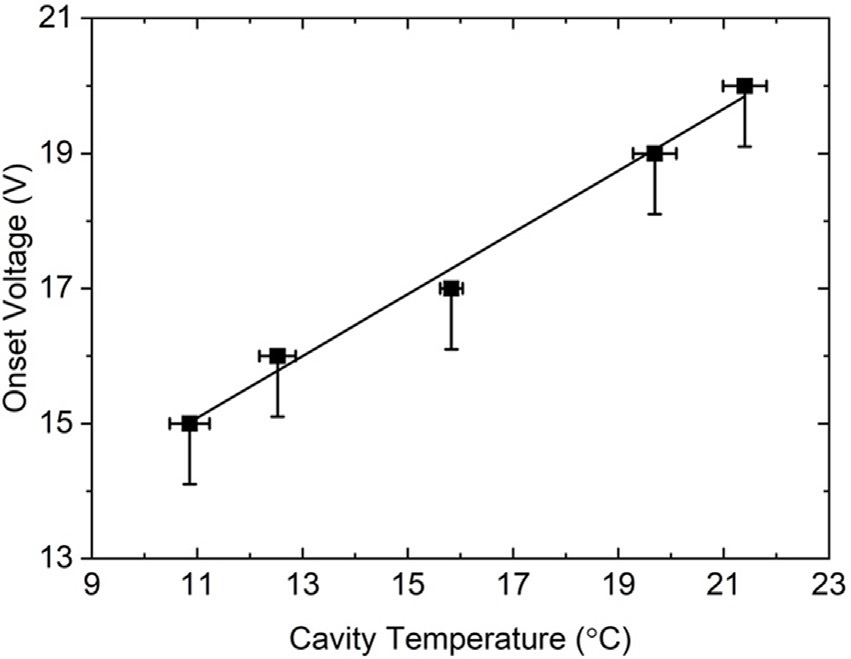 21
19
17
15
13
Onset Voltage (V)
9 11 13 15 17 19 21 23
Cavity Temperature (°C)